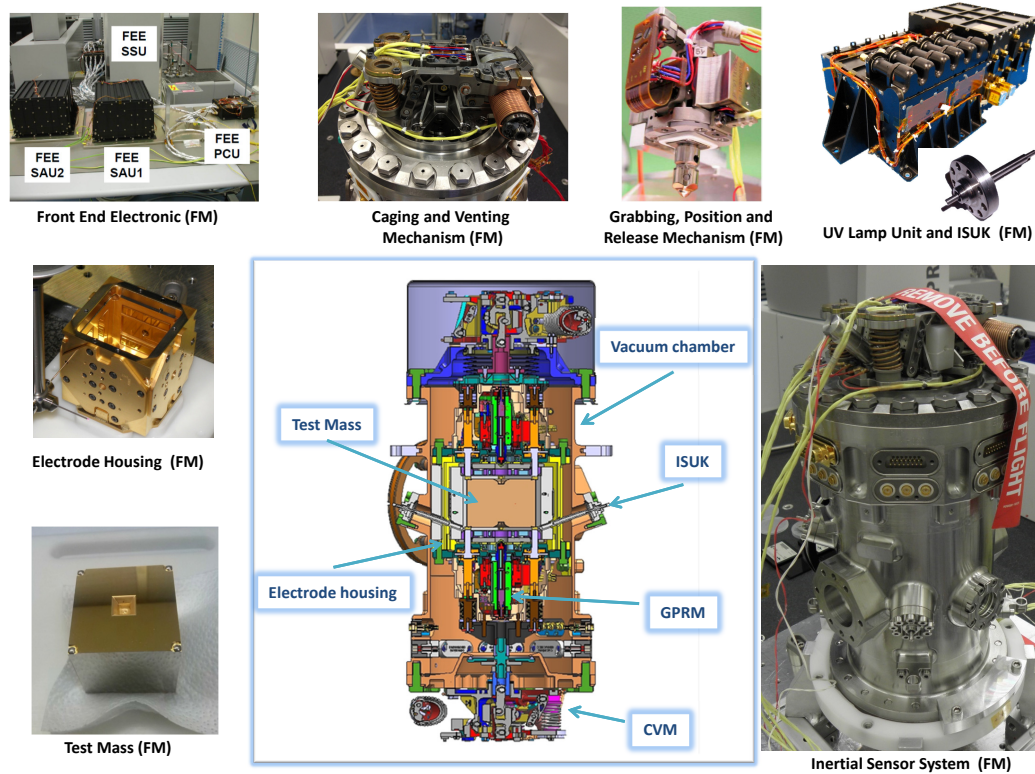 FEE
SSU
FEE
SAU2
FEE
SAU1
FEE
PCU
Front End Electronic (FM)
Caging and Venting
Mechanism (FM)
Grabbing, Position and
Release Mechanism (FM)
UV Lamp Unit and ISUK (FM)
Electrode Housing (FM)
Test Mass (FM)
Vacuum chamber
Test Mass
ISUK
Electrode housing
GPRM
CVM
REMOVE BEFORE FLIGHT
Inertial Sensor System (FM)